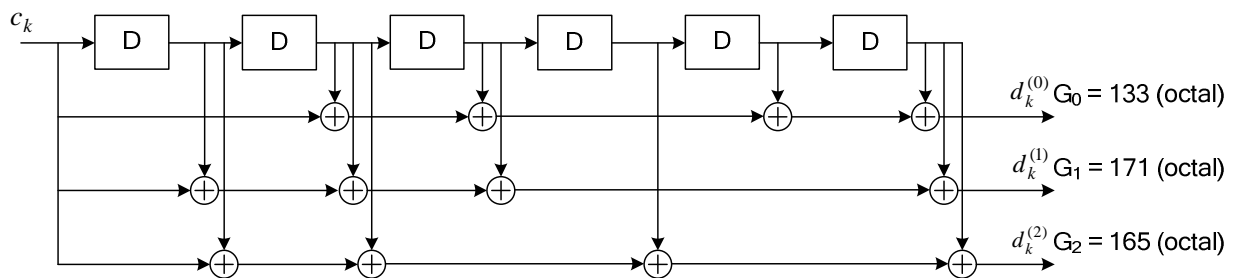 c_k
D D D D D D
d_k^{(0)} G₀ = 133 (octal)
d_k^{(1)} G₁ = 171 (octal)
d_k^{(2)} G₂ = 165 (octal)